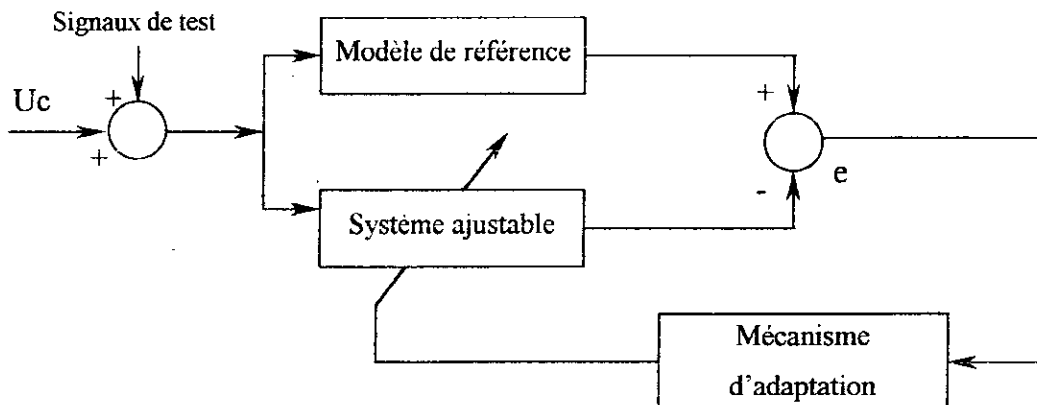 Signaux de test
Modèle de référence
Uc
+
+
+
-
e
Système ajustable
Mécanisme
d'adaptation